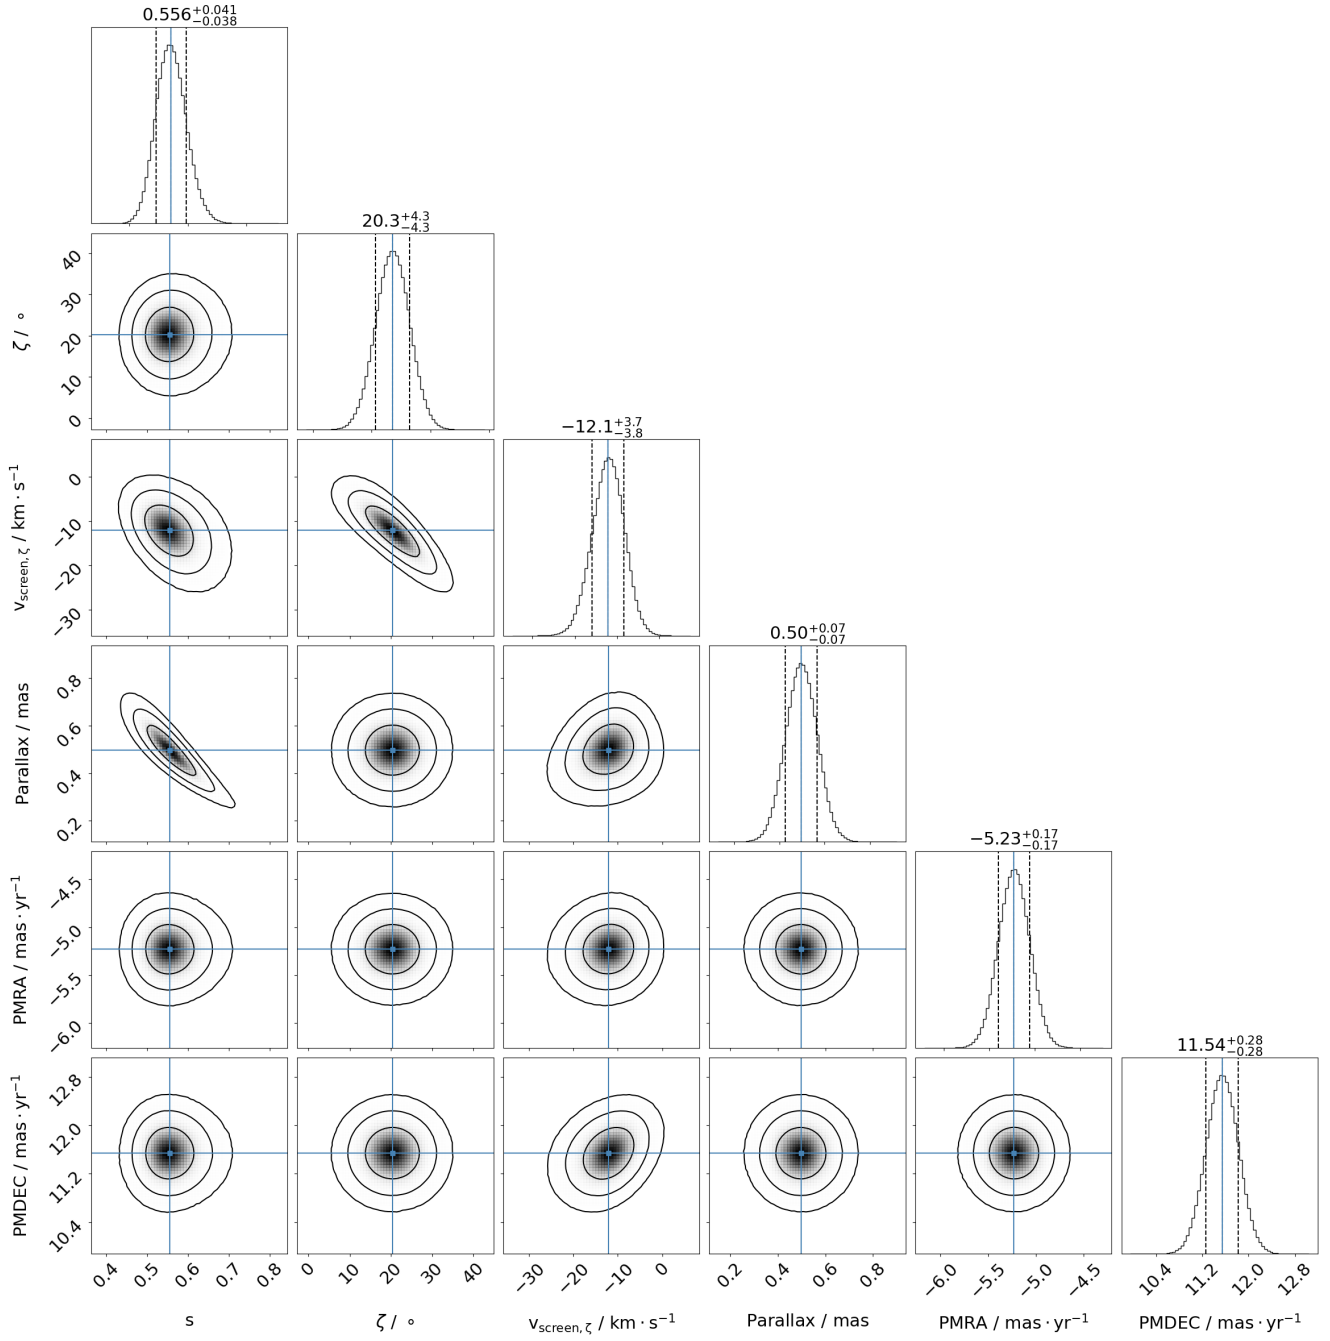 0.556+0.041−0.038
20.3+4.3−4.3
40
30
20
10
0
ζ / °
−12.1+3.7−3.8
0
−10
−20
−30
vscreen, ζ / km · s−1
0.50+0.07−0.07
0.8
0.6
0.4
0.2
Parallax / mas
−5.23+0.17−0.17
−4.5
−5.0
−5.5
−6.0
PMRA / mas · yr−1
11.54+0.28−0.28
12.8
12.0
11.2
10.4
PMDEC / mas · yr−1
0.4 0.5 0.6 0.7 0.8
0 10 20 30 40
−30 −20 −10 0
0.2 0.4 0.6 0.8
−6.0 −5.5 −5.0 −4.5
10.4 11.2 12.0 12.8
s
ζ / °
vscreen, ζ / km · s−1
Parallax / mas
PMRA / mas · yr−1
PMDEC / mas · yr−1